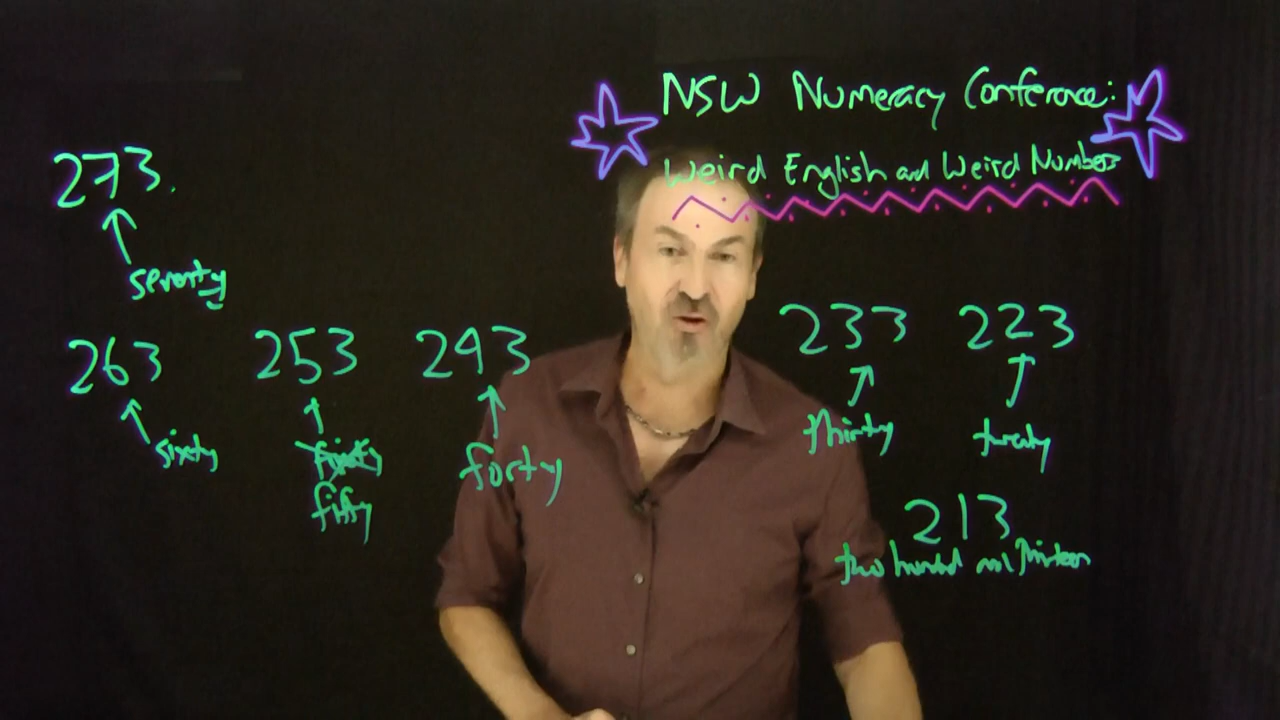 NSW Numeracy Conference:
Weird English and Weird Numbers
273.
seventy
263 253 243 233 223
sixty fifty forty thirty twenty
213
two hundred and thirteen